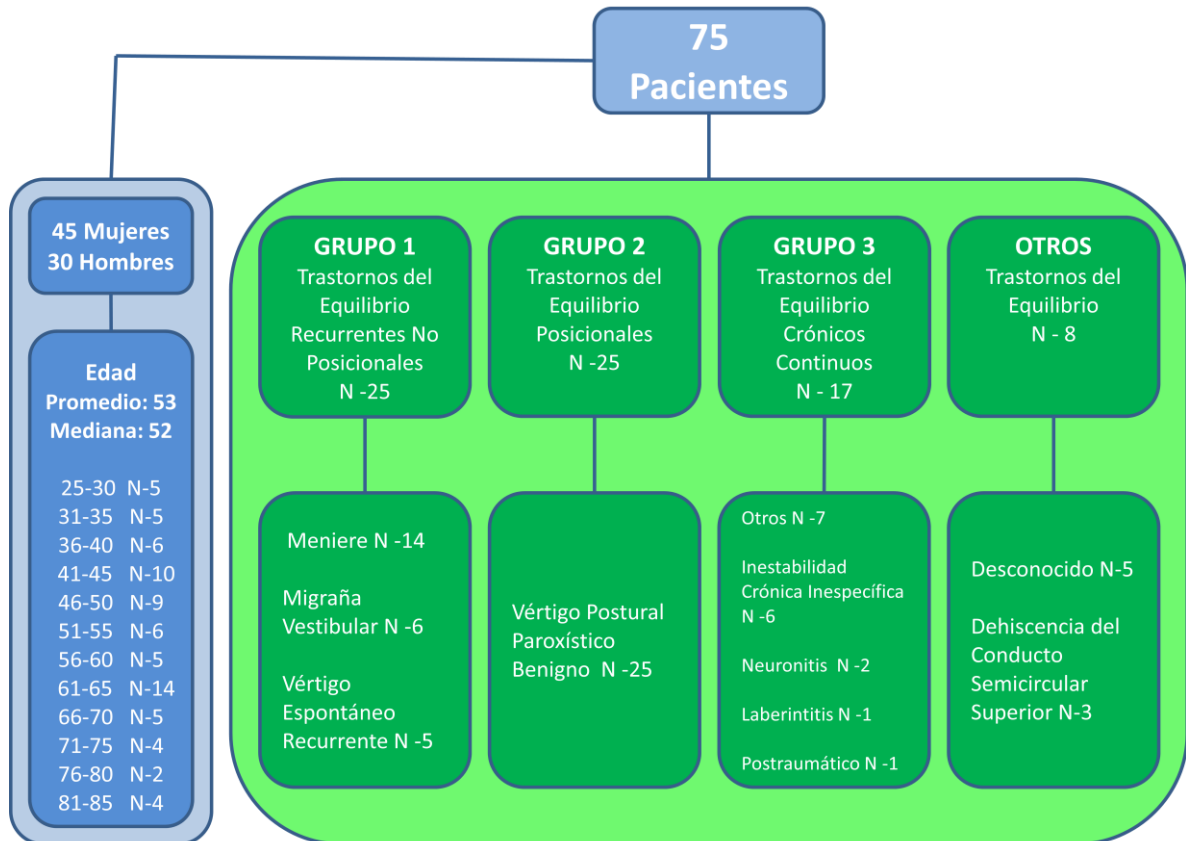 75
Pacientes
45 Mujeres
30 Hombres
Edad
Promedio: 53
Mediana: 52
25-30 N-5
31-35 N-5
36-40 N-6
41-45 N-10
46-50 N-9
51-55 N-6
56-60 N-5
61-65 N-14
66-70 N-5
71-75 N-4
76-80 N-2
81-85 N-4
GRUPO 1
Trastornos del
Equilibrio
Recurrentes No
Posicionales
N -25
Meniere N -14
Migraña
Vestibular N -6
Vértigo
Espontáneo
Recurrente N -5
GRUPO 2
Trastornos del
Equilibrio
Posicionales
N -25
Vértigo Postural
Paroxístico
Benigno N -25
GRUPO 3
Trastornos del
Equilibrio
Crónicos
Continuos
N - 17
Otros N -7
Inestabilidad
Crónica Inespecífica
N -6
Neuronitis N -2
Laberintitis N -1
Postraumático N -1
OTROS
Trastornos del
Equilibrio
N - 8
Desconocido N-5
Dehiscencia del
Conducto
Semicircular
Superior N-3